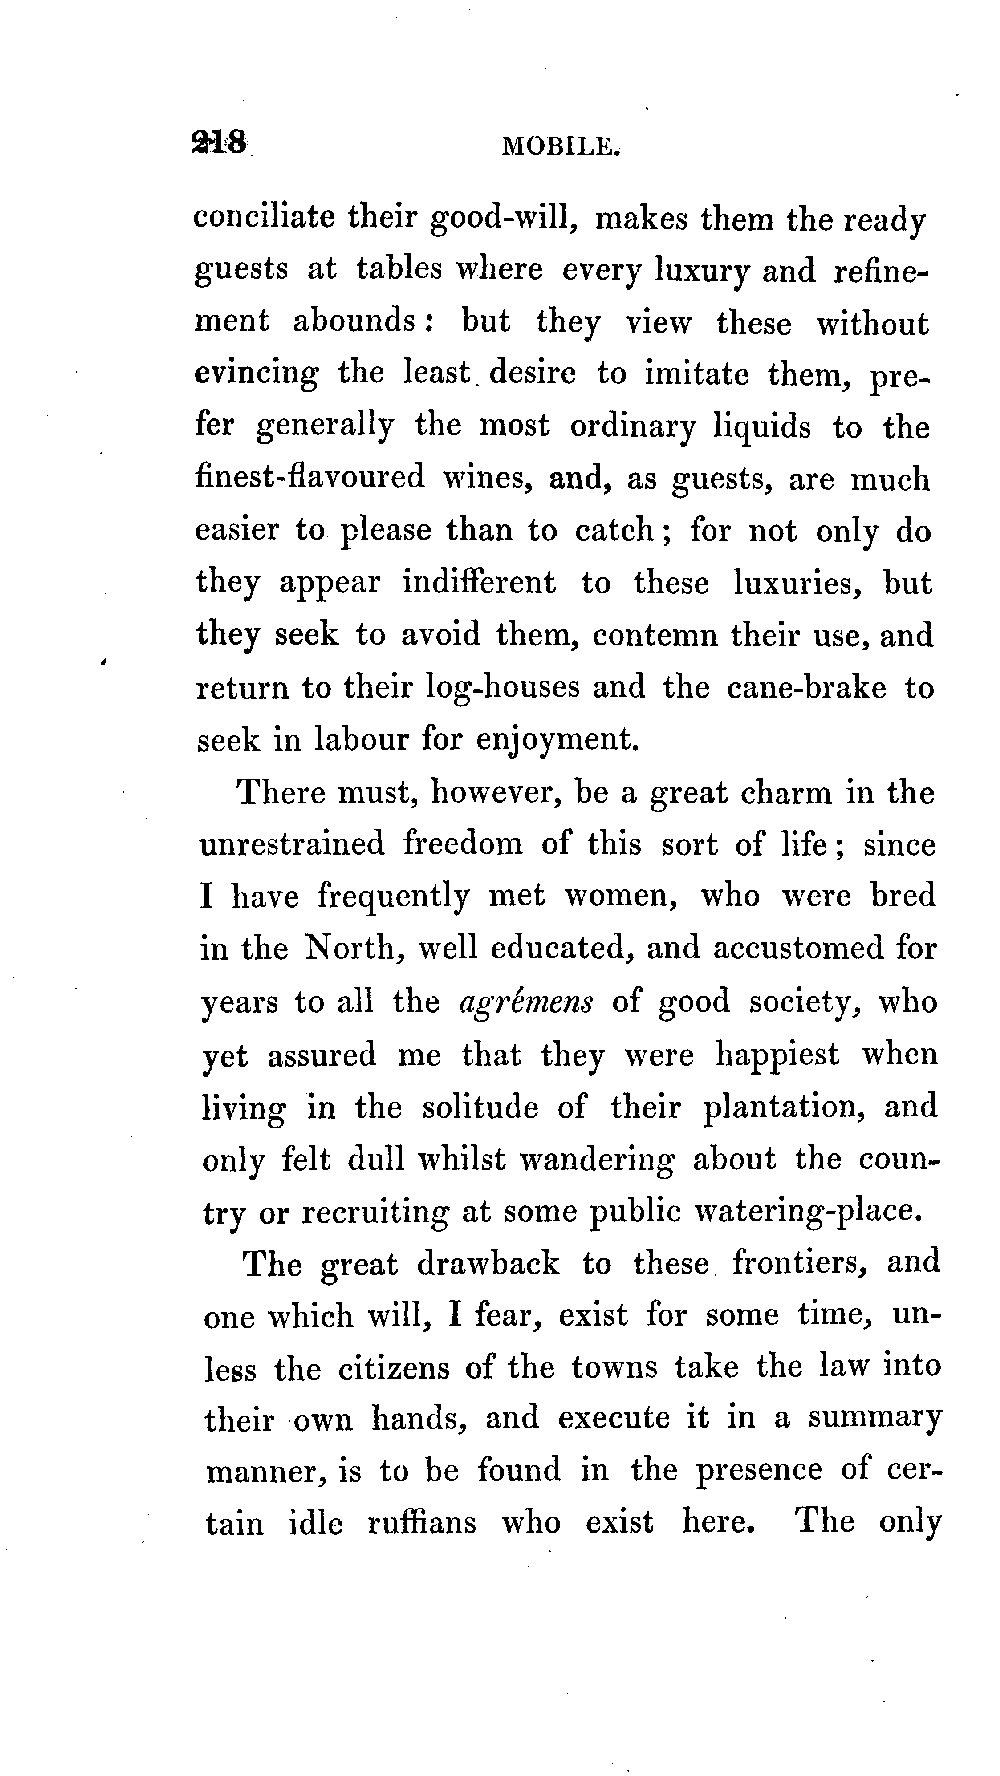 218 MOBILE.
conciliate their good-will, makes them the ready
guests at tables where every luxury and refine-
ment abounds : but they view these without
evincing the least desire to imitate them, pre-
fer generally the most ordinary liquids to the
finest-flavoured wines, and, as guests, are much
easier to please than to catch ; for not only do
they appear indifferent to these luxuries, but
they seek to avoid them, contemn their use, and
return to their log-houses and the cane-brake to
seek in labour for enjoyment.
There must, however, be a great charm in the
unrestrained freedom of this sort of life ; since
I have frequently met women, who were bred
in the North, well educated, and accustomed for
years to all the agrémens of good society, who
yet assured me that they were happiest when
living in the solitude of their plantation, and
only felt dull whilst wandering about the coun-
try or recruiting at some public watering-place.
The great drawback to these frontiers, and
one which will, I fear, exist for some time, un-
less the citizens of the towns take the law into
their own hands, and execute it in a summary
manner, is to be found in the presence of cer-
tain idle ruffians who exist here. The only